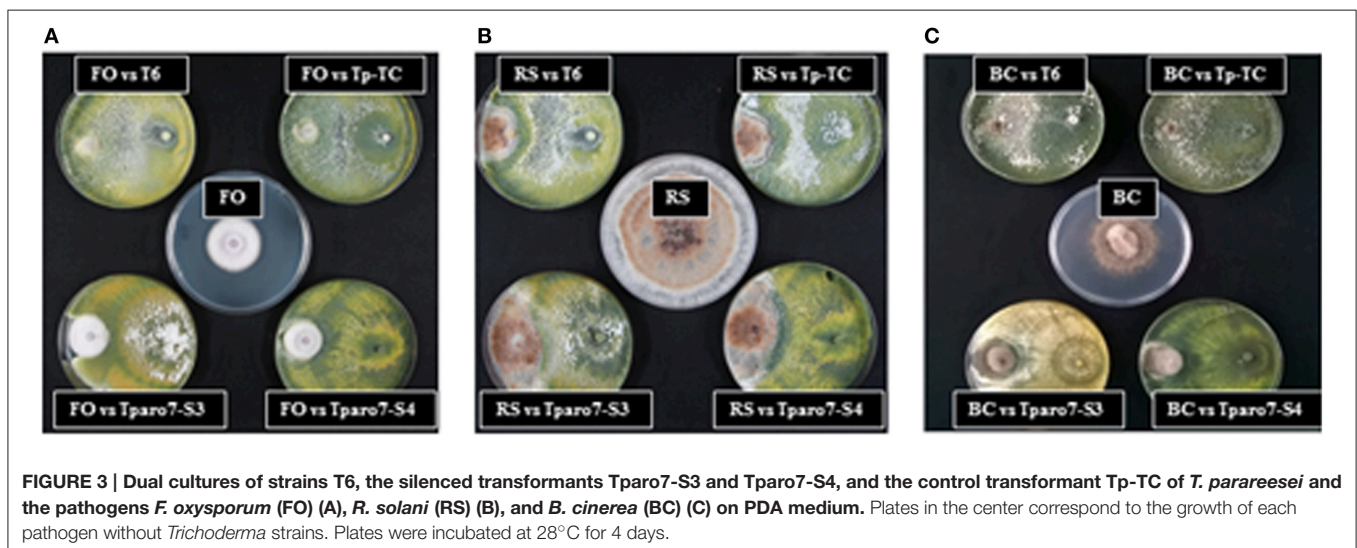 A
B
C
FO vs T6
FO vs Tp-TC
RS vs T6
RS vs Tp-TC
BC vs T6
BC vs Tp-TC
FO
RS
BC
FO vs Tparo7-S3
FO vs Tparo7-S4
RS vs Tparo7-S3
RS vs Tparo7-S4
BC vs Tparo7-S3
BC vs Tparo7-S4
FIGURE 3 | Dual cultures of strains T6, the silenced transformants Tparo7-S3 and Tparo7-S4, and the control transformant Tp-TC of T. parareesei and
the pathogens F. oxysporum (FO) (A), R. solani (RS) (B), and B. cinerea (BC) (C) on PDA medium. Plates in the center correspond to the growth of each
pathogen without Trichoderma strains. Plates were incubated at 28°C for 4 days.